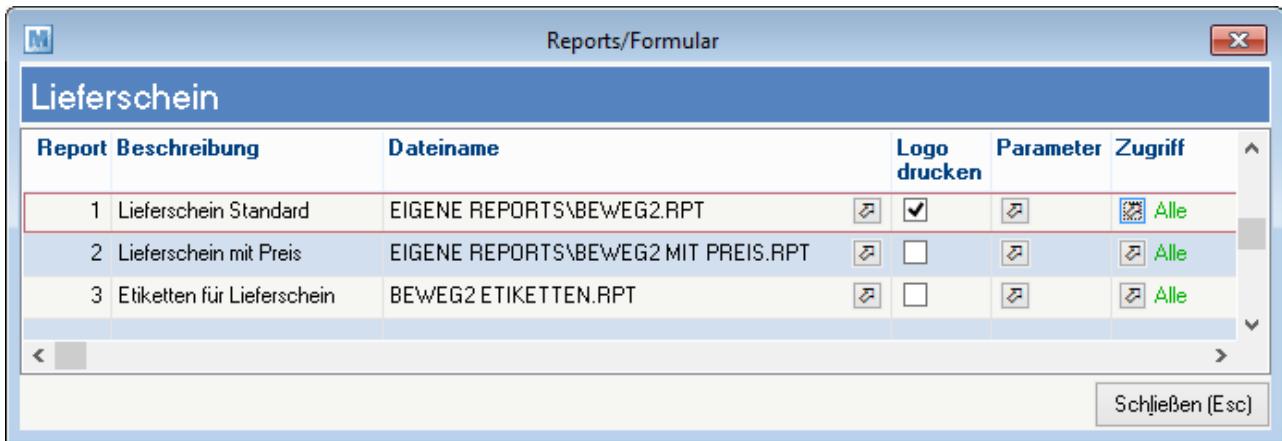 Reports/Formular
Lieferschein
Report Beschreibung Dateiname Logo drucken Parameter Zugriff
1 Lieferschein Standard EIGENE REPORTS\BEWEG2.RPT Alle
2 Lieferschein mit Preis EIGENE REPORTS\BEWEG2 MIT PREIS.RPT Alle
3 Etiketten für Lieferschein BEWEG2 ETIKETTEN.RPT Alle
Schließen (Esc)